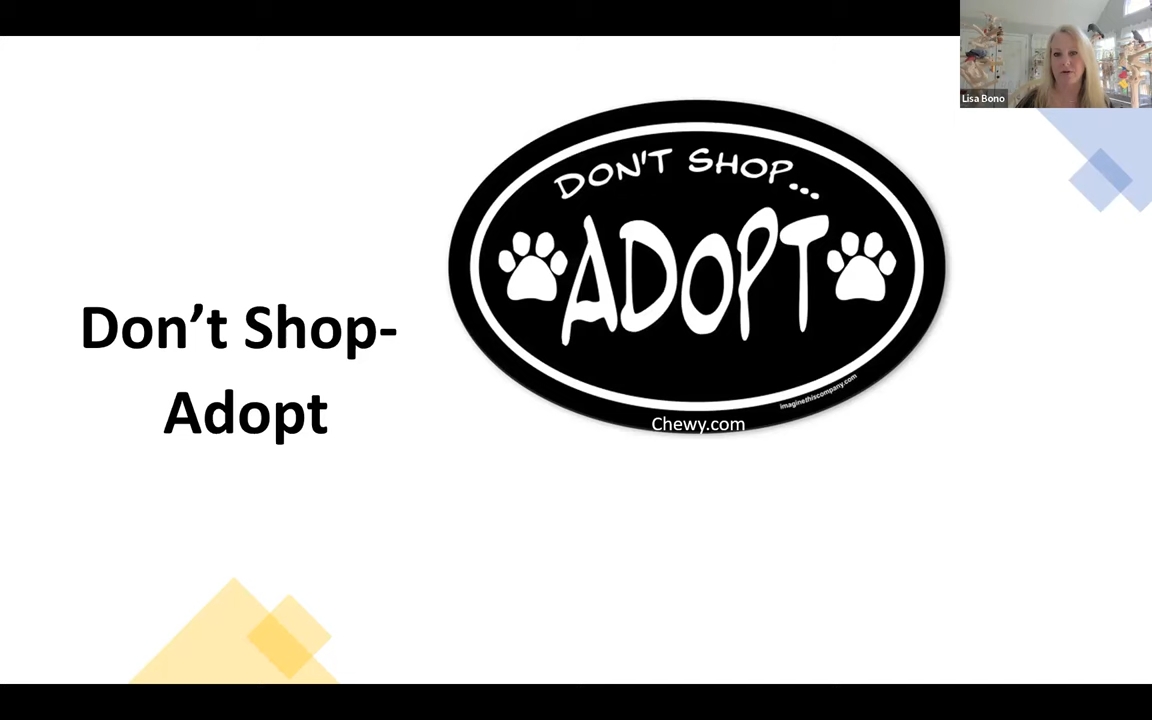 Lisa Bono
DON'T SHOP...
ADOPT
imaginethiscompany.com
Chewy.com
Don’t Shop-
Adopt